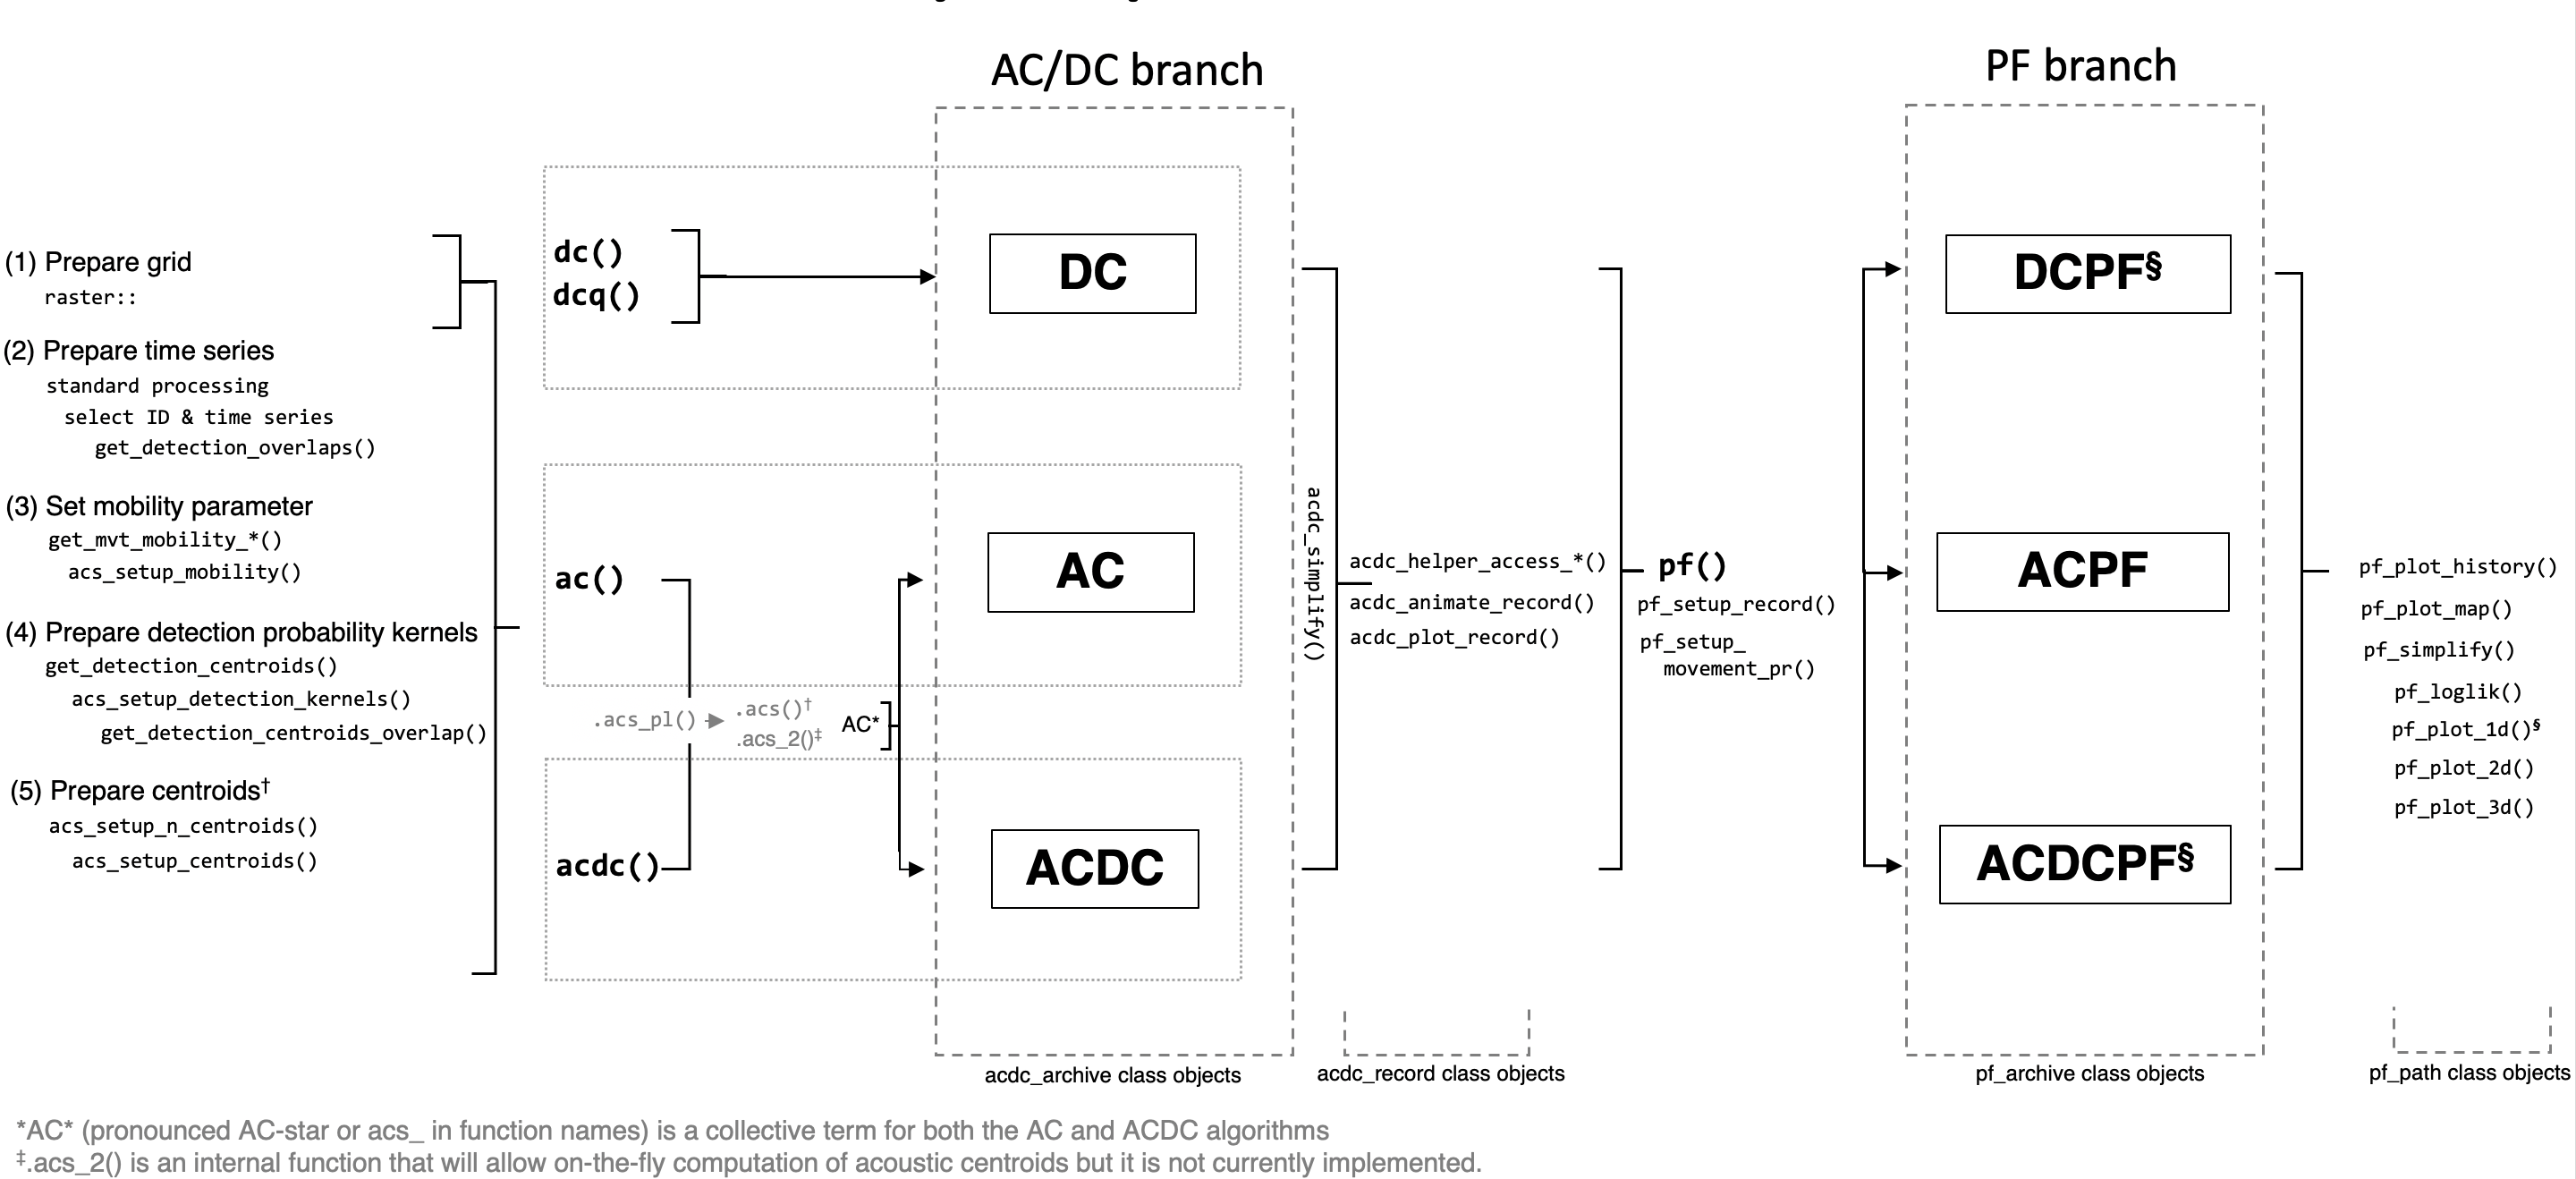 AC/DC branch
PF branch
(1) Prepare grid
raster::
(2) Prepare time series
standard processing
select ID & time series
get_detection_overlaps()
(3) Set mobility parameter
get_mvt_mobility_*()
acs_setup_mobility()
(4) Prepare detection probability kernels
get_detection_centroids()
acs_setup_detection_kernels()
get_detection_centroids_overlap()
(5) Prepare centroids†
acs_setup_n_centroids()
acs_setup_centroids()
dc()
dcq()
DC
ac()
AC
.acs_pl()
.acs()†
.acs_2()‡
AC*
acdc()
ACDC
acdc_simplify()
acdc_helper_access_*()
acdc_animate_record()
acdc_plot_record()
pf()
pf_setup_record()
pf_setup_
movement_pr()
DCPF§
ACPF
ACDCPF§
pf_plot_history()
pf_plot_map()
pf_simplify()
pf_loglik()
pf_plot_1d()§
pf_plot_2d()
pf_plot_3d()
acdc_archive class objects
acdc_record class objects
pf_archive class objects
pf_path class objects
*AC* (pronounced AC-star or acs_ in function names) is a collective term for both the AC and ACDC algorithms
‡.acs_2() is an internal function that will allow on-the-fly computation of acoustic centroids but it is not currently implemented.